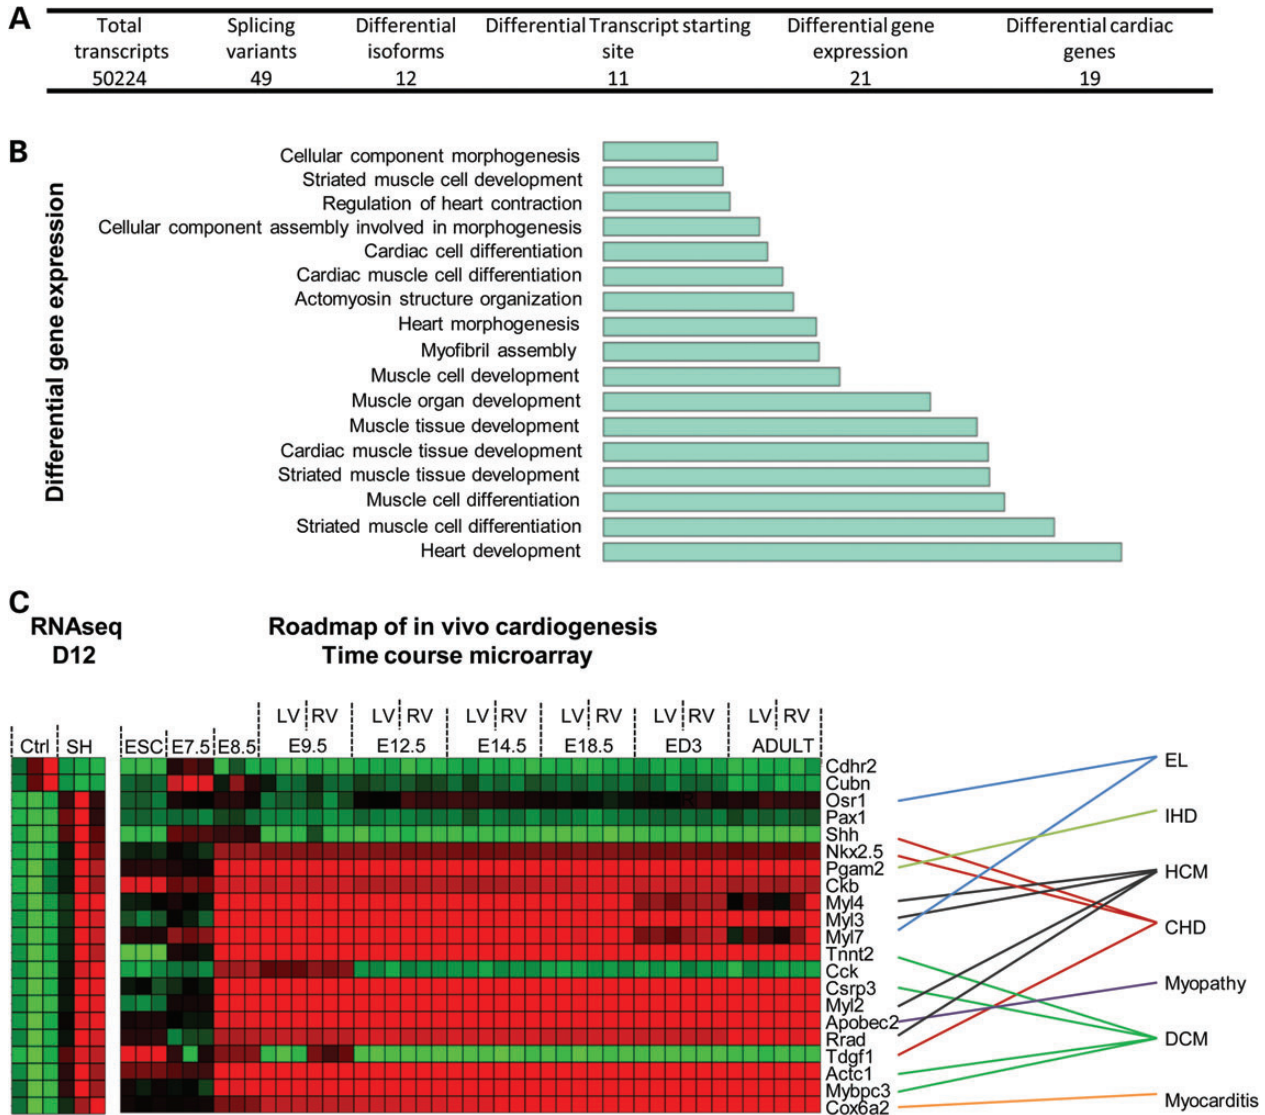 A
Total Splicing Differential Differential Transcript starting Differential gene Differential cardiac
transcripts variants isoforms site expression genes
50224 49 12 11 21 19
B
Differential gene expression
Cellular component morphogenesis
Striated muscle cell development
Regulation of heart contraction
Cellular component assembly involved in morphogenesis
Cardiac cell differentiation
Cardiac muscle cell differentiation
Actomyosin structure organization
Heart morphogenesis
Myofibril assembly
Muscle cell development
Muscle organ development
Muscle tissue development
Cardiac muscle tissue development
Striated muscle tissue development
Muscle cell differentiation
Striated muscle cell differentiation
Heart development
C
RNAseq
D12
Roadmap of in vivo cardiogenesis
Time course microarray
LV RV LV RV LV RV LV RV LV RV LV RV
Ctrl SH ESC E7.5 E8.5 E9.5 E12.5 E14.5 E18.5 ED3 ADULT
Cdhr2
Cubn
Osr1
Pax1
Shh
Nkx2.5
Pgam2
Ckb
Myl4
Myl3
Myl7
Tnnt2
Cck
Csrp3
Myl2
Apobec2
Rrad
Tdgf1
Actc1
Mybpc3
Cox6a2
EL
IHD
HCM
CHD
Myopathy
DCM
Myocarditis